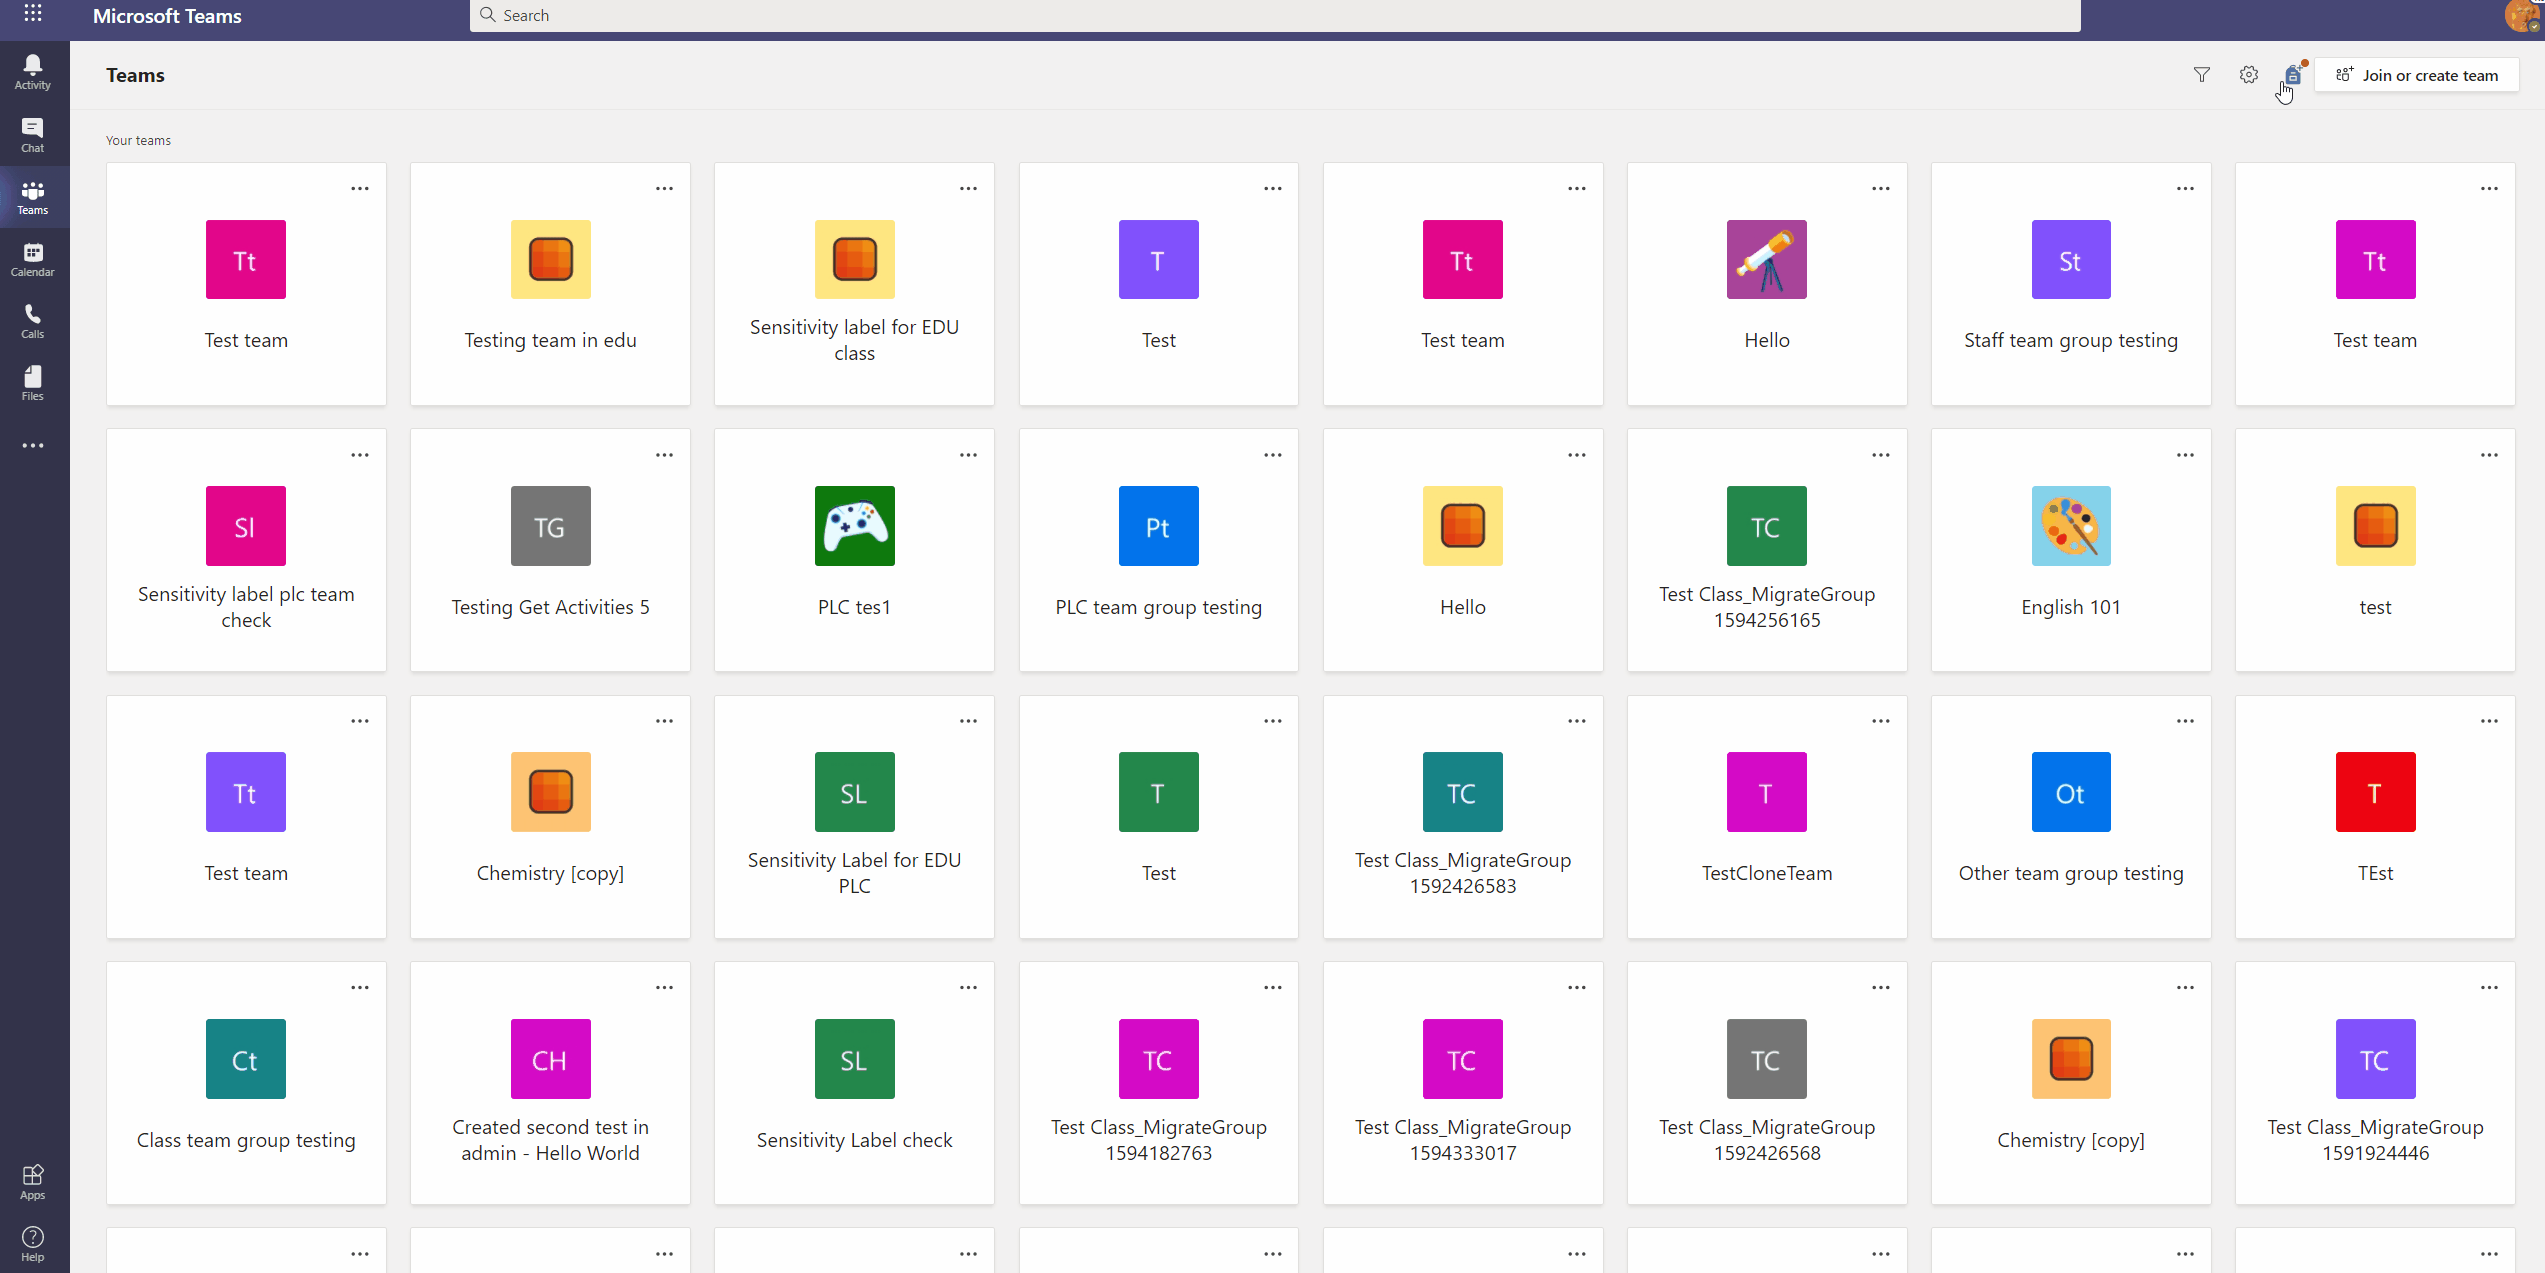 Microsoft Teams
Search
Activity
Chat
Teams
Calendar
Calls
Files
Apps
Help
Teams
Join or create team
Your teams
Tt
Test team
Testing team in edu
Sensitivity label for EDU
class
T
Test
Tt
Test team
Hello
St
Staff team group testing
Tt
Test team
Sl
Sensitivity label plc team
check
TG
Testing Get Activities 5
PLC tes1
Pt
PLC team group testing
Hello
TC
Test Class_MigrateGroup
1594256165
English 101
test
Tt
Test team
Chemistry [copy]
SL
Sensitivity Label for EDU
PLC
T
Test
TC
Test Class_MigrateGroup
1592426583
T
TestCloneTeam
Ot
Other team group testing
T
TEst
Ct
Class team group testing
CH
Created second test in
admin - Hello World
SL
Sensitivity Label check
TC
Test Class_MigrateGroup
1594182763
TC
Test Class_MigrateGroup
1594333017
TC
Test Class_MigrateGroup
1592426568
Chemistry [copy]
TC
Test Class_MigrateGroup
1591924446